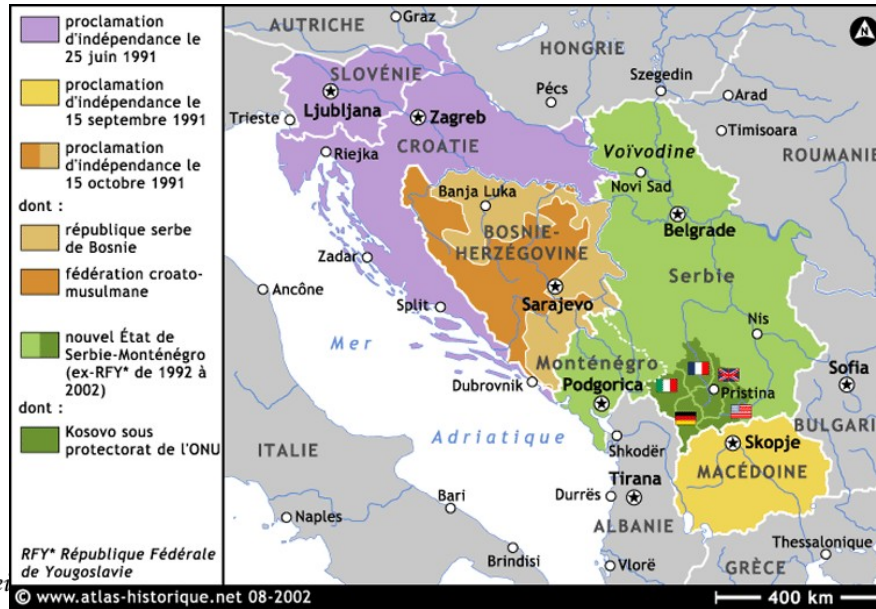 proclamation
d'indépendance le
25 juin 1991
proclamation
d'indépendance le
15 septembre 1991
proclamation
d'indépendance le
15 octobre 1991
dont :
république serbe
de Bosnie
fédération croato-
musulmane
nouvel État de
Serbie-Monténégro
(ex-RFY* de 1992 à
2002)
dont :
Kosovo sous
protectorat de l'ONU
RFY* République Fédérale
de Yougoslavie
© www.atlas-historique.net 08-2002
400 km
AUTRICHE
Graz
HONGRIE
SLOVÉNIE
Ljubljana
Pécs
Szegedin
Arad
Trieste
Zagreb
Timisoara
CROATIE
Riejka
Voïvodine
ROUMANIE
Banja Luka
Novi Sad
BOSNIE-
HERZÉGOVINE
Belgrade
Zadar
Serbie
Ancône
Sarajevo
Split
Nis
Mer
Monténégro
Sofia
Dubrovnik
Podgorica
Pristina
Adriatique
BULGARI
ITALIE
Shkodër
Skopje
MACÉDOINE
Tirana
Bari
Durrës
Naples
ALBANIE
Thessalonique
Brindisi
Vlorë
GRÈCE